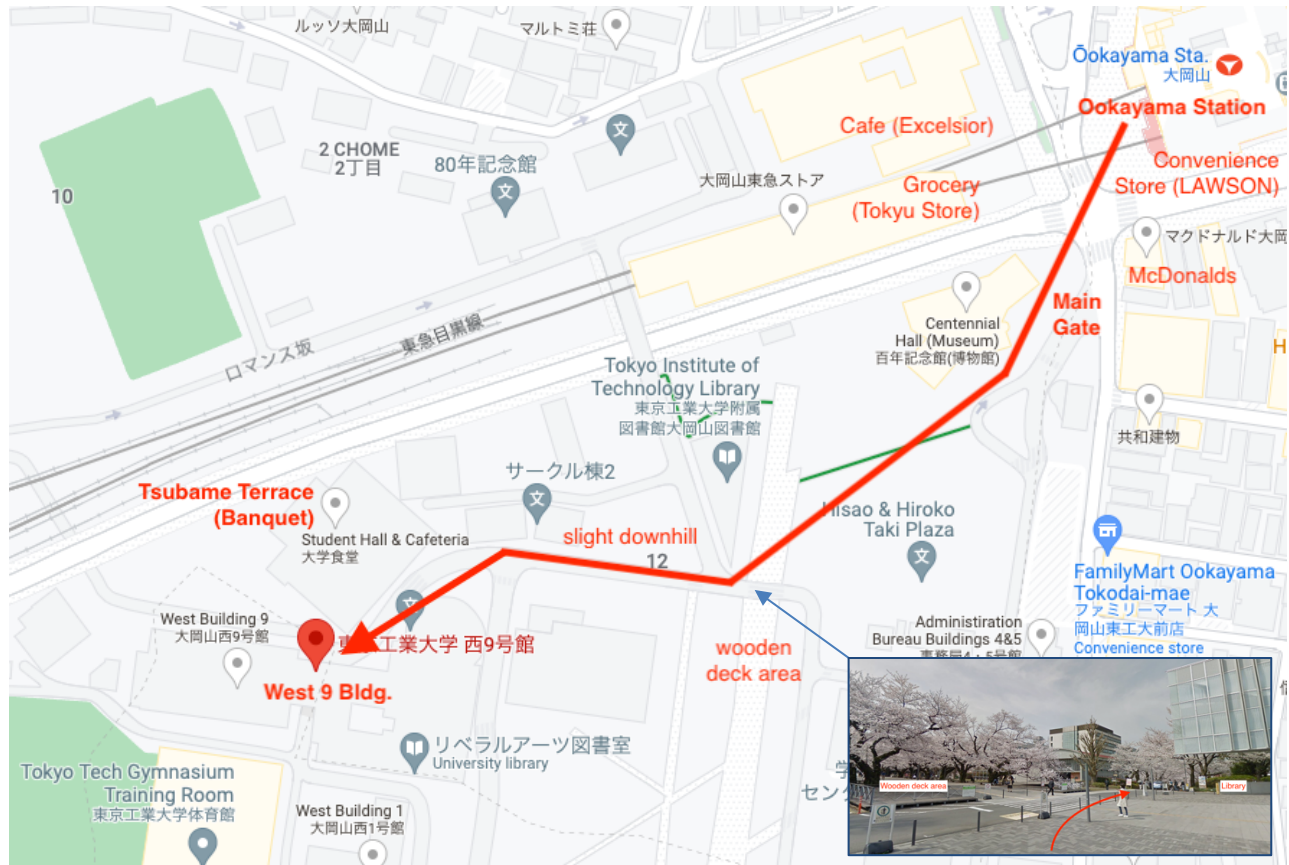 ルッソ大岡山
マルトミ荘
Ōokayama Sta.
大岡山
Ookayama Station
Cafe (Excelsior)
Convenience
Store (LAWSON)
2 CHOME
2丁目
80年記念館
大岡山東急ストア
Grocery
(Tokyu Store)
10
マクドナルド大岡
McDonalds
Main
Gate
Centennial
Hall (Museum)
百年記念館(博物館)
東急目黒線
ロマンス坂
H
Tokyo Institute of
Technology Library
東京工業大学附属
図書館大岡山図書館
共和建物
サークル棟2
Tsubame Terrace
(Banquet)
Student Hall & Cafeteria
大学食堂
slight downhill
12
Hisao & Hiroko
Taki Plaza
FamilyMart Ookayama
Tokodai-mae
ファミリーマート 大
岡山東工大前店
Convenience store
West Building 9
大岡山西9号館
東京工業大学 西9号館
West 9 Bldg.
wooden
deck area
Administration
Bureau Buildings 4&5
事務局4・5号館
リベラルアーツ図書室
University library
Tokyo Tech Gymnasium
Training Room
東京工業大学体育館
West Building 1
大岡山西1号館
学
セン
Wooden deck area
Library